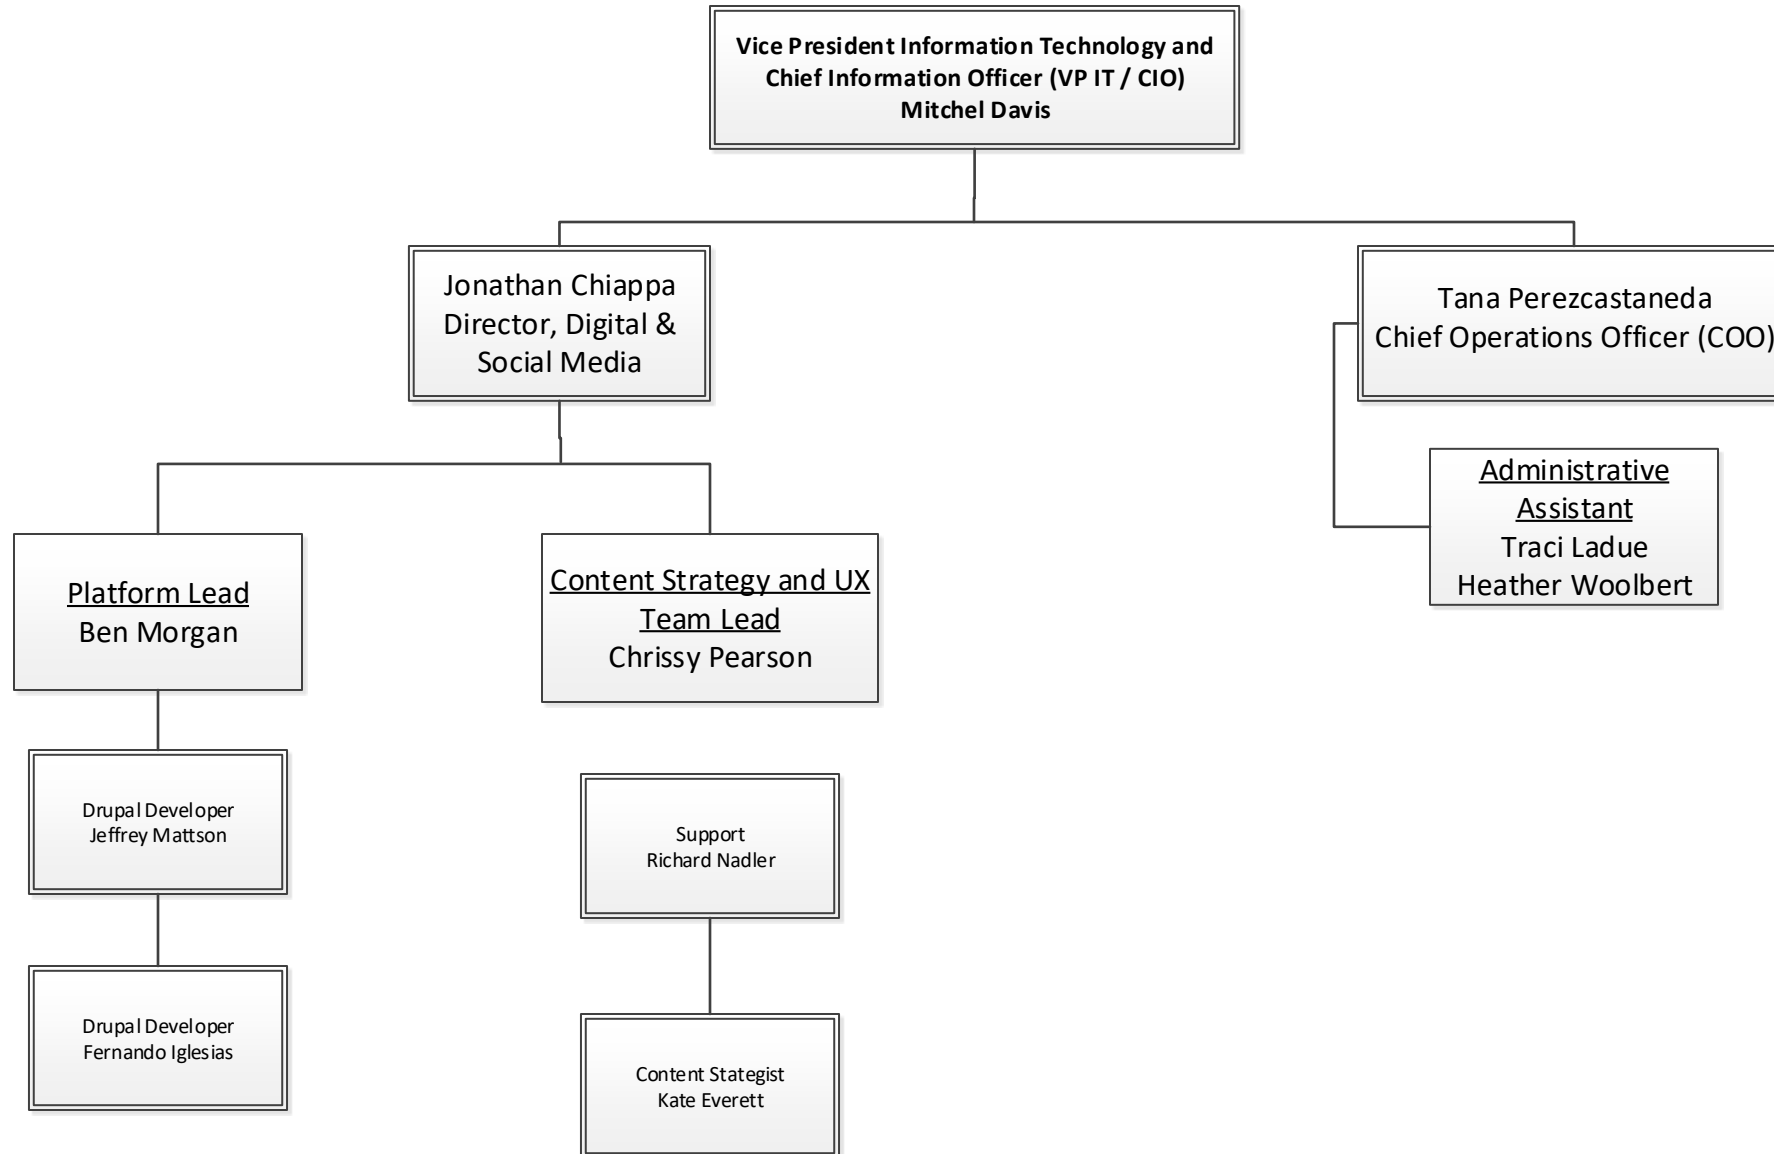 Vice President Information Technology and
Chief Information Officer (VP IT / CIO)
Mitchel Davis
Jonathan Chiappa
Director, Digital &
Social Media
Tana Perezcastaneda
Chief Operations Officer (COO)
Administrative
Assistant
Traci Ladue
Heather Woolbert
Platform Lead
Ben Morgan
Content Strategy and UX
Team Lead
Chrissy Pearson
Drupal Developer
Jeffrey Mattson
Support
Richard Nadler
Drupal Developer
Fernando Iglesias
Content Stategist
Kate Everett